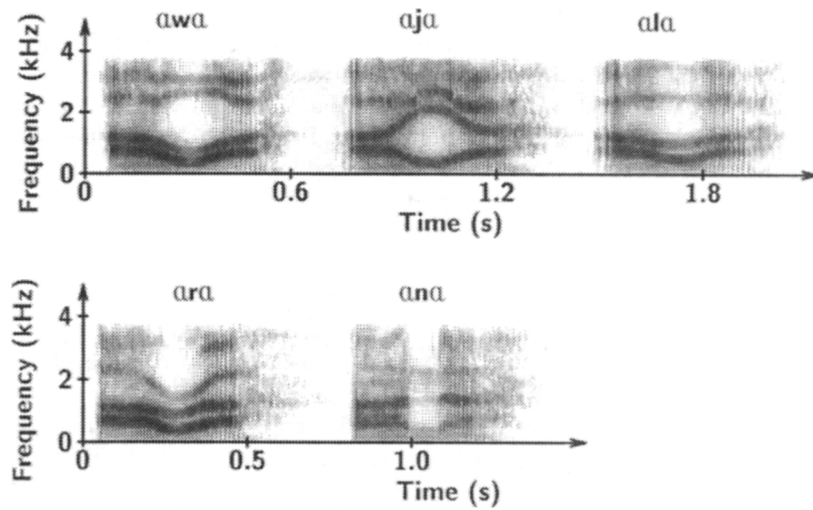 ɑwɑ ɑjɑ ɑlɑ
Frequency (kHz)
4
2
0
0 0.6 1.2 1.8
Time (s)
ɑrɑ ɑnɑ
Frequency (kHz)
4
2
0
0 0.5 1.0
Time (s)